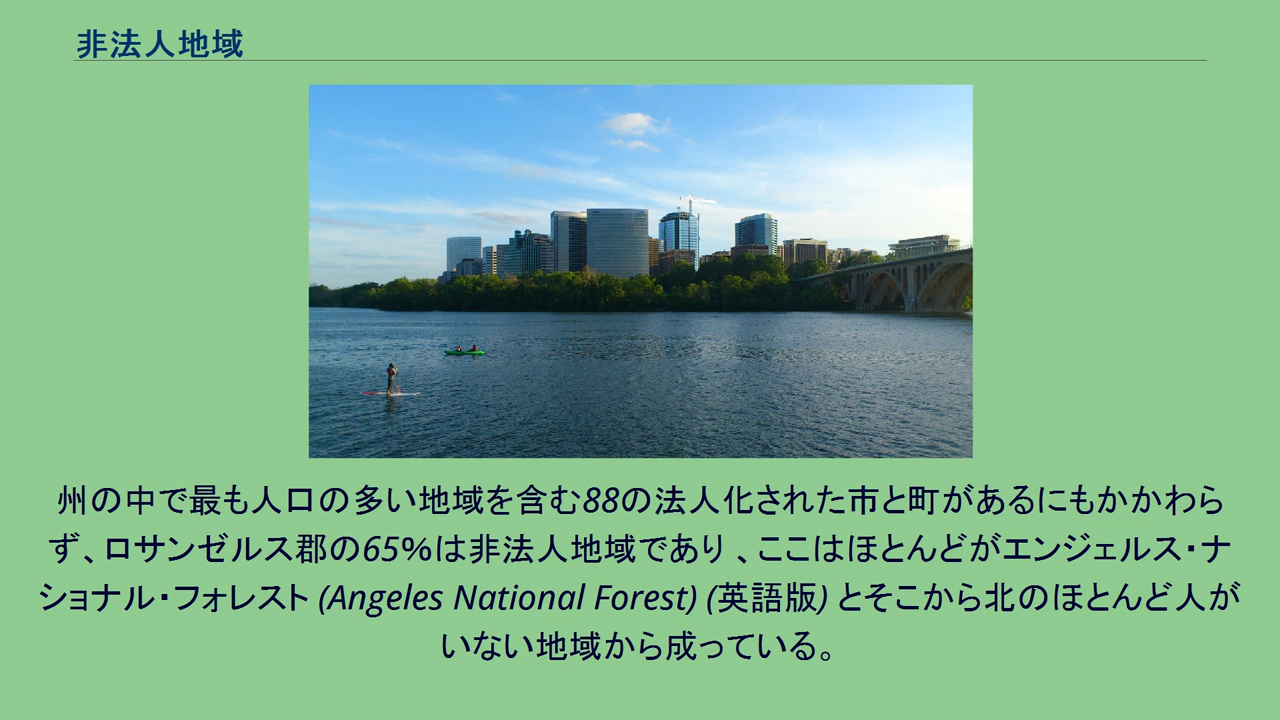 非法人地域
州の中で最も人口の多い地域を含む88の法人化された市と町があるにもかかわら
ず、ロサンゼルス郡の65%は非法人地域であり 、ここはほとんどがエンジェルス・ナ
ショナル・フォレスト (Angeles National Forest) (英語版) とそこから北のほとんど人が
いない地域から成っている。